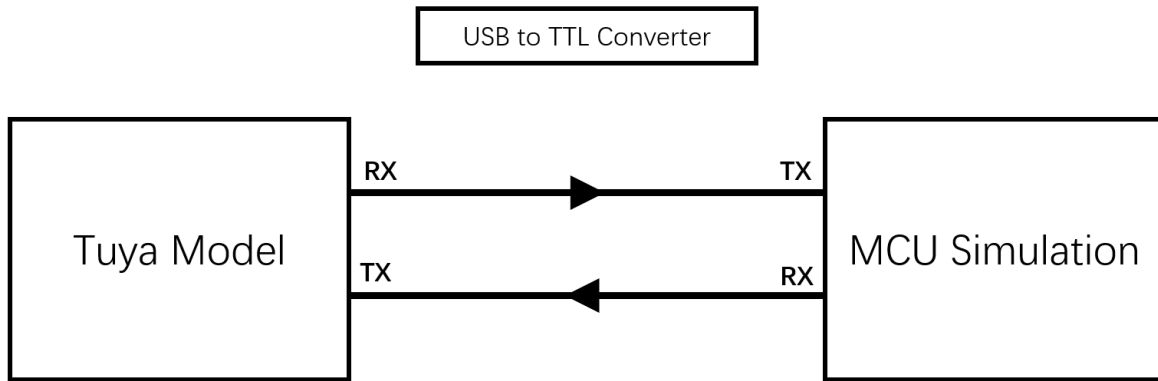 USB to TTL Converter
RX
TX
Tuya Model
MCU Simulation
TX
RX